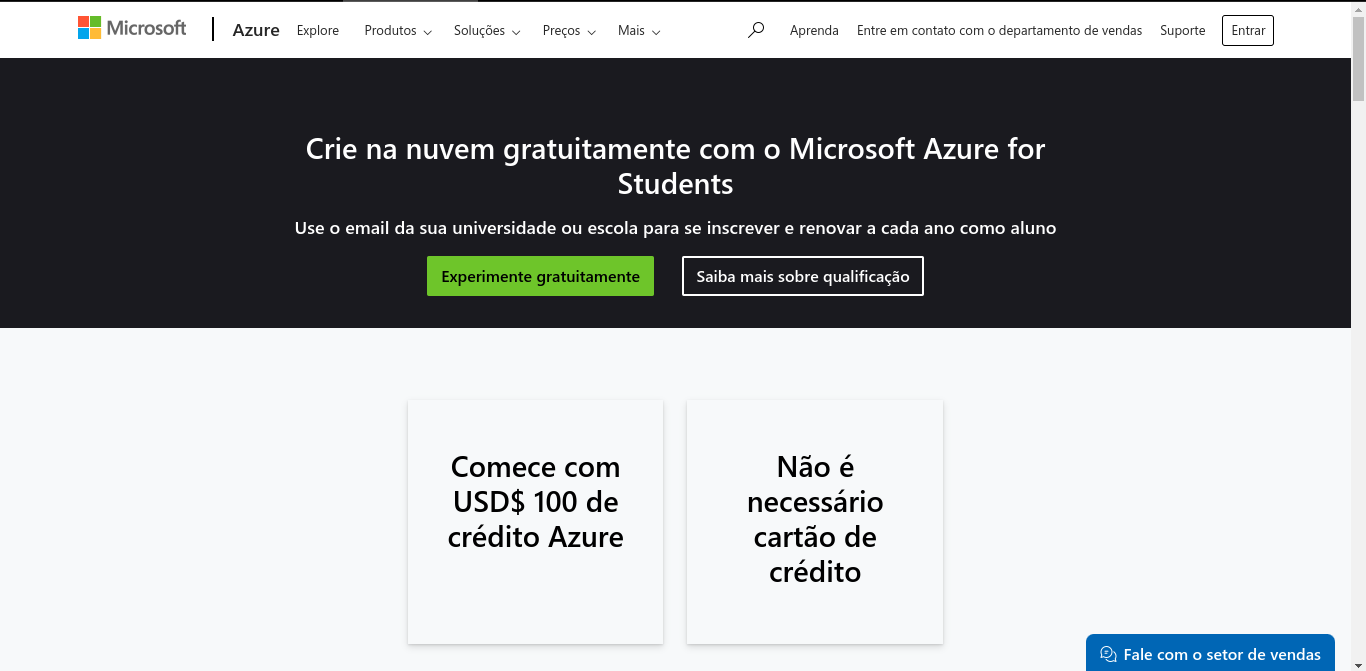 Microsoft Azure Explore Produtos Soluções Preços Mais Aprenda Entre em contato com o departamento de vendas Suporte Entrar
Crie na nuvem gratuitamente com o Microsoft Azure for
Students
Use o email da sua universidade ou escola para se inscrever e renovar a cada ano como aluno
Experimente gratuitamente Saiba mais sobre qualificação
Comece com
USD$ 100 de
crédito Azure
Não é
necessário
cartão de
crédito
Fale com o setor de vendas